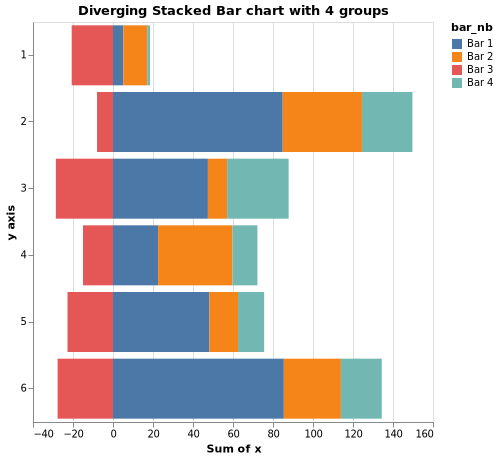 Diverging Stacked Bar chart with 4 groups
bar_nb
Bar 1
Bar 2
Bar 3
Bar 4
y axis
1
2
3
4
5
6
−40 −20 0 20 40 60 80 100 120 140 160
Sum of x